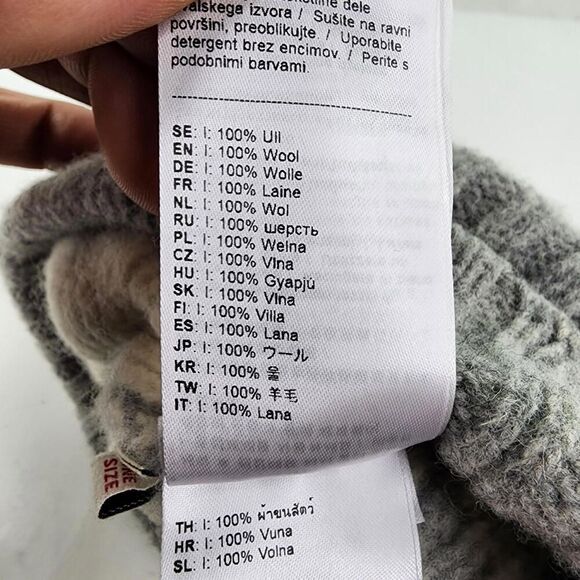 dele
izvora / Sušite na ravni
površini, preoblikujte / Uporabite
detergent brez encimov. / Perite s
podobnimi barvami.
SE: I: 100% Ull
EN: I: 100% Wool
DE: I: 100% Wolle
FR: I: 100% Laine
NL: I: 100% Wol
RU: I: 100% шерсть
PL: I: 100% Wełna
CZ: I: 100% Vlna
HU: I: 100% Gyapjú
SK: I: 100% Vlna
FI: I: 100% Villa
ES: I: 100% Lana
JP: I: 100% ウール
KR: I: 100% 울
TW: I: 100% 羊毛
IT: I: 100% Lana
TH: I: 100% ผ้าขนสัตว์
HR: I: 100% Vuna
SL: I: 100% Volna
SIZE